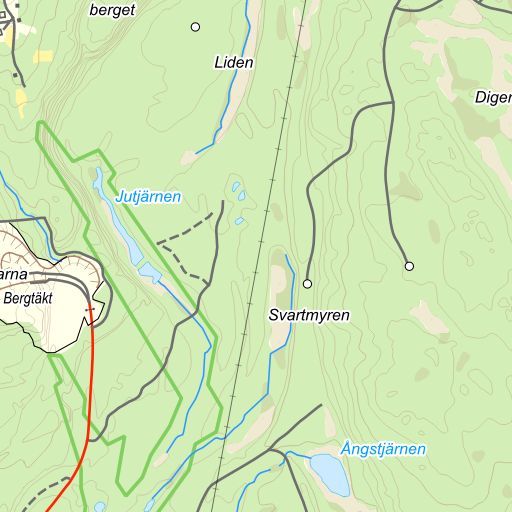 berget
Liden
Diger
Jutjärnen
arna
Bergtäkt
Svartmyren
Ångstjärnen